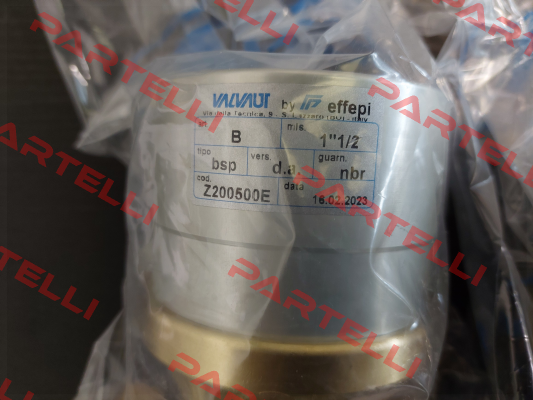 VALVAUT by effepi
B
mis. 1"1/2
tipo bsp vers. d.a. guarn. nbr
cod. Z200500E data 16.02.2023
PARTELLI
PARTELLI
PARTELLI
PARTELLI
PARTELLI
PARTELLI